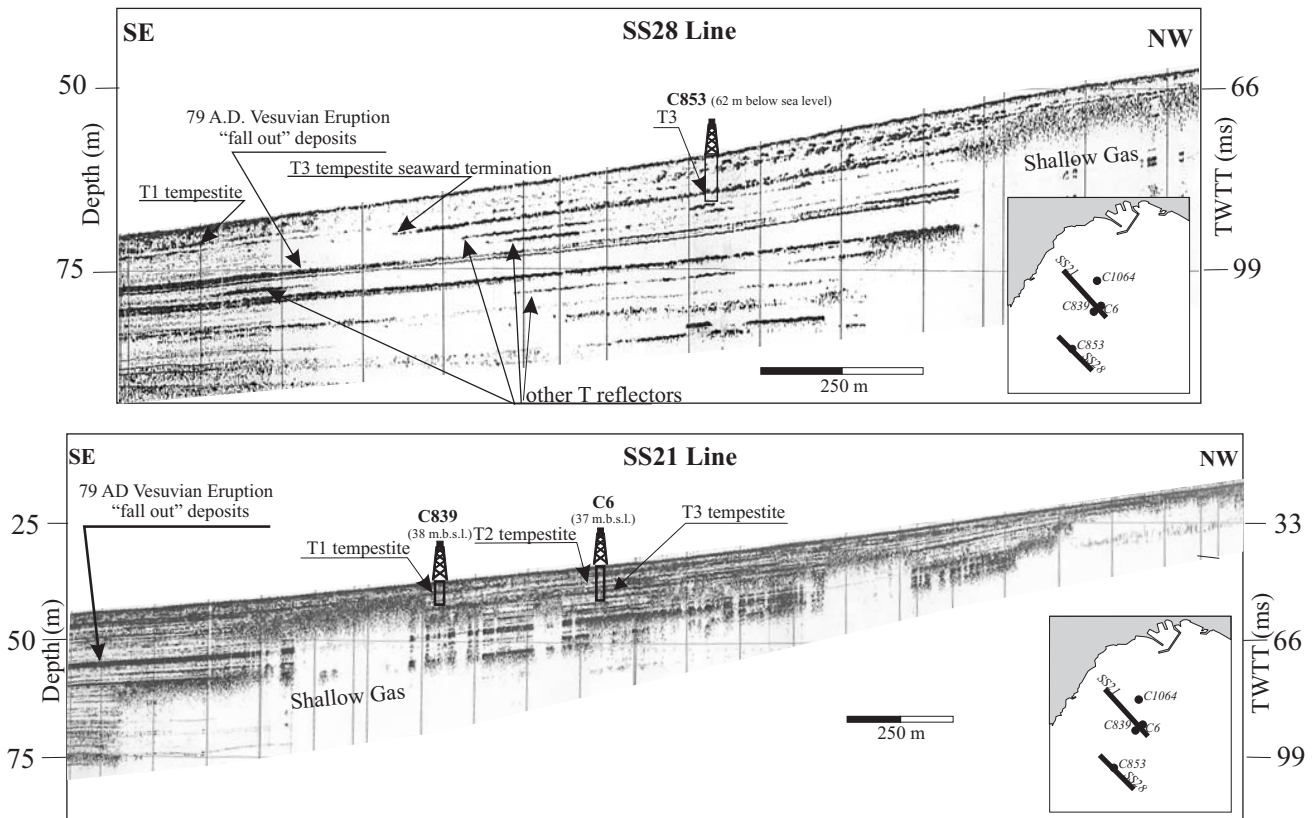 SE
SS28 Line
NW
50
66
C853 (62 m below sea level)
T3
79 A.D. Vesuvian Eruption
“fall out” deposits
T3 tempestite seaward termination
T1 tempestite
Depth (m)
TWTT (ms)
Shallow Gas
75
99
SS21
C1064
C839
C6
C853
SS28
250 m
other T reflectors
SE
SS21 Line
NW
79 AD Vesuvian Eruption
“fall out” deposits
C839
(38 m.b.s.l.)
C6
(37 m.b.s.l.)
T1 tempestite
T2 tempestite
T3 tempestite
25
33
50
66
Depth (m)
TWTT (ms)
Shallow Gas
250 m
75
99
SS21
C1064
C839
C6
C853
SS28